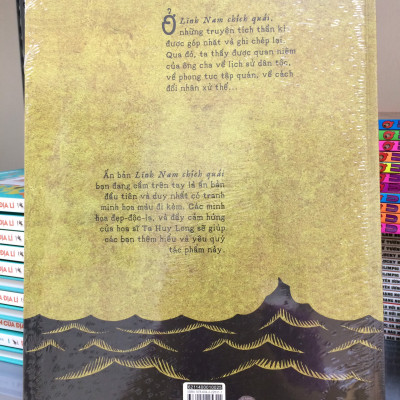 Ở Lĩnh Nam chích quái,
những truyện tích thần kì
được góp nhặt và ghi chép lại.
Qua đó, ta thấy được quan niệm
của ông cha về lịch sử dân tộc,
về phong tục tập quán, về cách
đối nhân xử thế...
Ấn bản Lĩnh Nam chích quái
bạn đang cầm trên tay là ấn bản
đầu tiên và duy nhất có tranh
minh họa màu đi kèm. Các minh
họa đẹp-độc-lạ, và đầy cảm hứng
của họa sĩ Tạ Huy Long sẽ giúp
các bạn thêm hiểu và yêu quý
tác phẩm này.